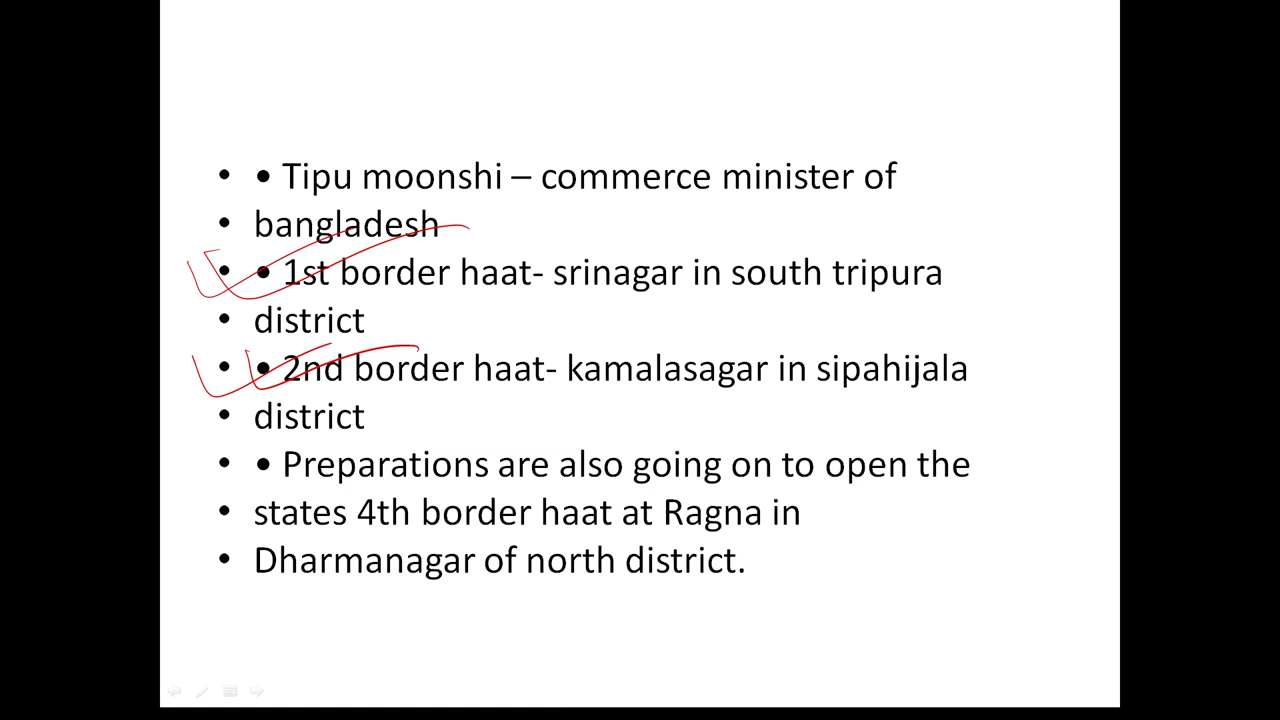 • • Tipu moonshi – commerce minister of
• bangladesh
• • 1st border haat- srinagar in south tripura
• district
• • 2nd border haat- kamalasagar in sipahijala
• district
• • Preparations are also going on to open the
• states 4th border haat at Ragna in
• Dharmanagar of north district.